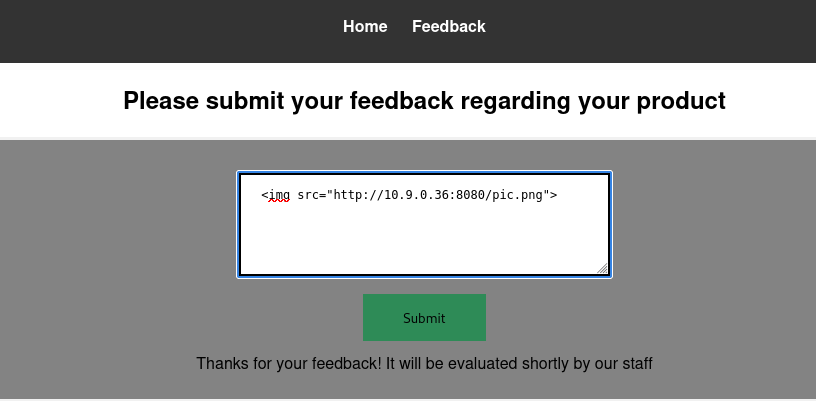 Home Feedback
Please submit your feedback regarding your product
<img src="http://10.9.0.36:8080/pic.png">
Submit
Thanks for your feedback! It will be evaluated shortly by our staff